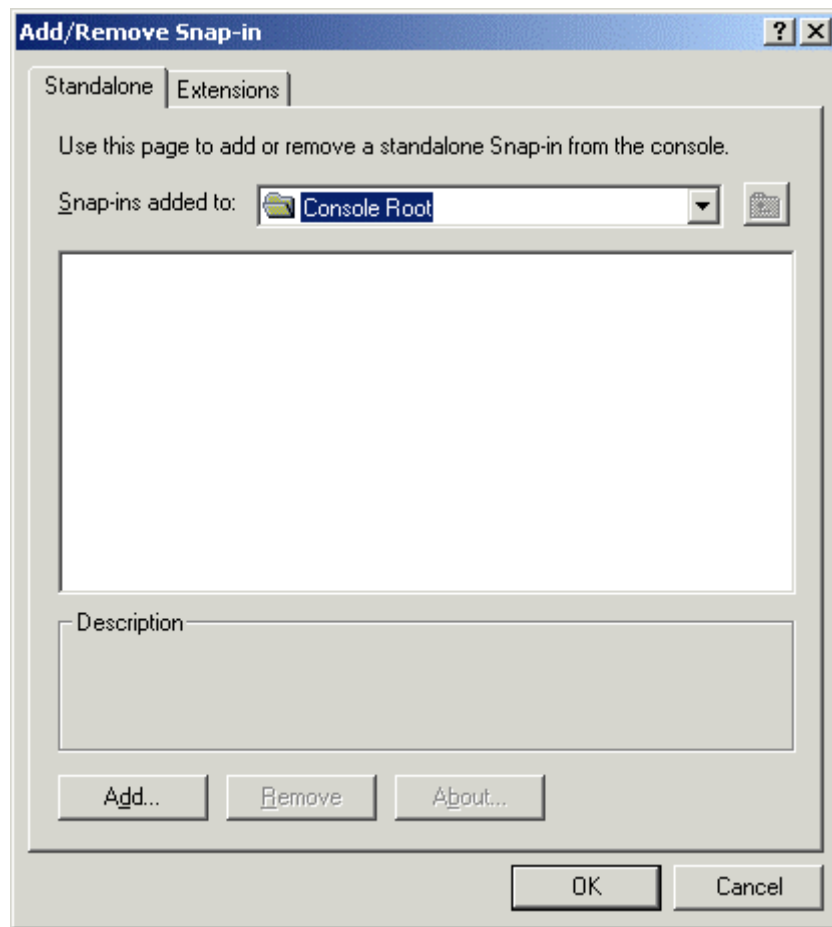 Add/Remove Snap-in
Standalone Extensions
Use this page to add or remove a standalone Snap-in from the console.
Snap-ins added to: Console Root
Description
Add... Remove About...
OK Cancel